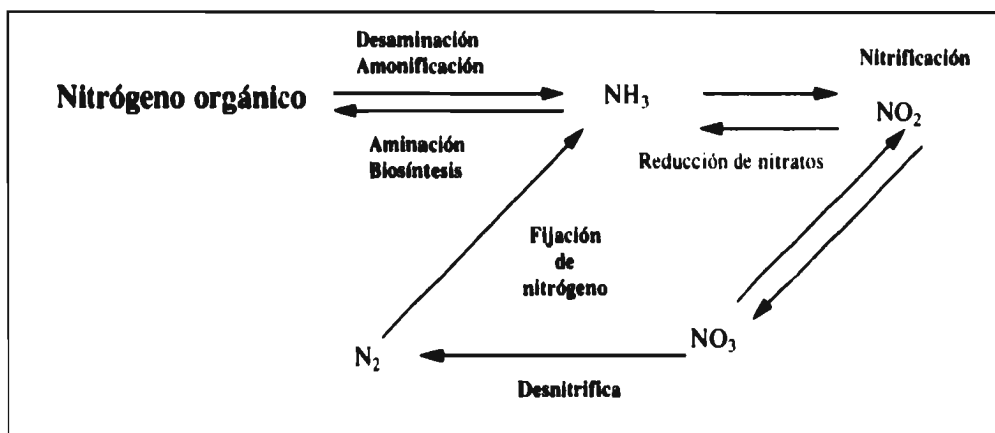 Desaminación
Amonificación
Nitrificación
Nitrógeno orgánico
NH₃
NO₂
Aminación
Biosíntesis
Reducción de nitratos
Fijación
de
nitrógeno
N₂
NO₃
Desnitrifica